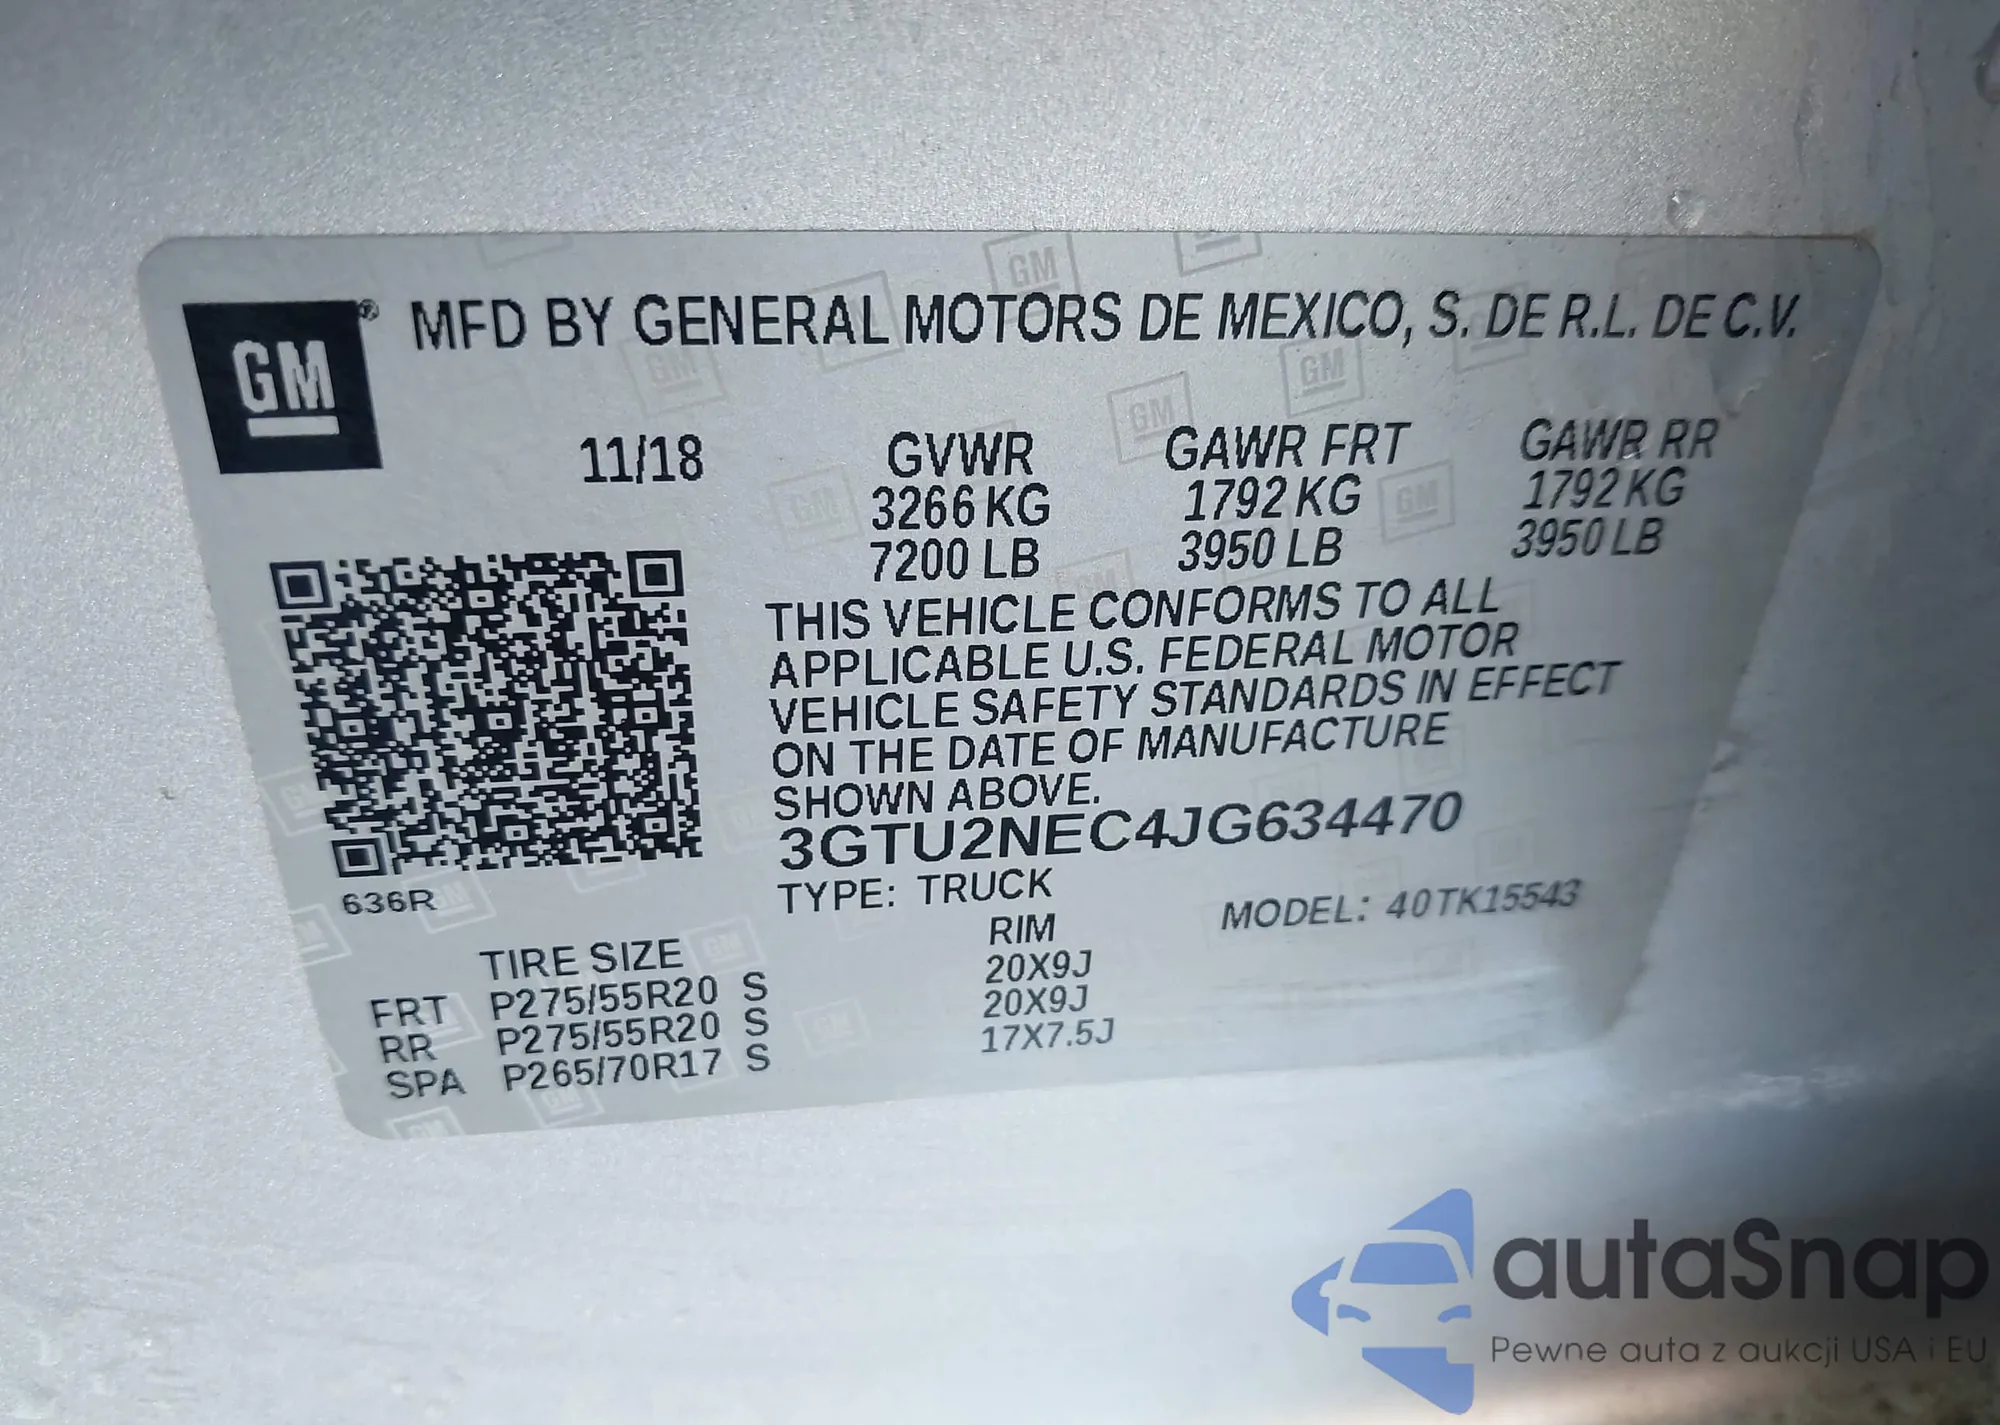 GM ® MFD BY GENERAL MOTORS DE MEXICO, S. DE R.L. DE C.V.
11/18 GVWR GAWR FRT GAWR RR
3266 KG 1792 KG 1792 KG
7200 LB 3950 LB 3950 LB
THIS VEHICLE CONFORMS TO ALL
APPLICABLE U.S. FEDERAL MOTOR
VEHICLE SAFETY STANDARDS IN EFFECT
ON THE DATE OF MANUFACTURE
SHOWN ABOVE.
3GTU2NEC4JG634470
636R
TYPE: TRUCK MODEL: 40TK15543
TIRE SIZE RIM
FRT P275/55R20 S 20X9J
RR P275/55R20 S 20X9J
SPA P265/70R17 S 17X7.5J
autaSnap
Pewne auta z aukcji USA i EU